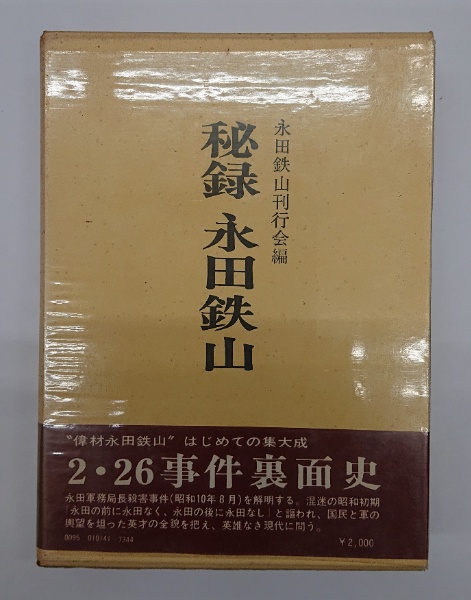 永田鉄山刊行会編
秘録 永田鉄山
"偉材永田鉄山" はじめての集大成
2・26事件裏面史
永田軍務局長殺害事件(昭和10年8月)を解明する。混迷の昭和初期
「永田の前に永田なく、永田の後に永田なし」と謳われ、国民と軍の
輿望を担った英才の全貌を把え、英雄なき現代に問う。
0095 010141 7344
¥2,000